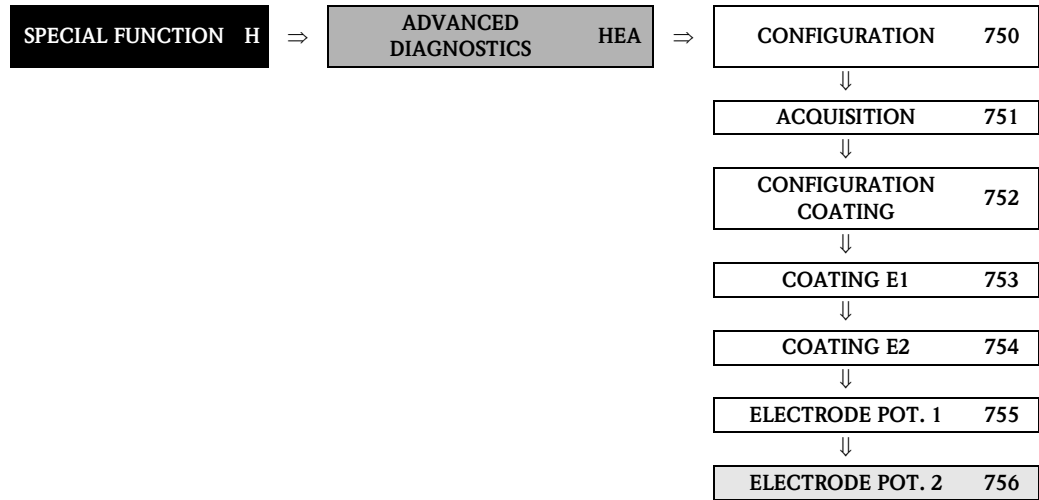 SPECIAL FUNCTION H ⇒ ADVANCED DIAGNOSTICS HEA ⇒ CONFIGURATION 750
⇓
ACQUISITION 751
⇓
CONFIGURATION COATING 752
⇓
COATING E1 753
⇓
COATING E2 754
⇓
ELECTRODE POT. 1 755
⇓
ELECTRODE POT. 2 756